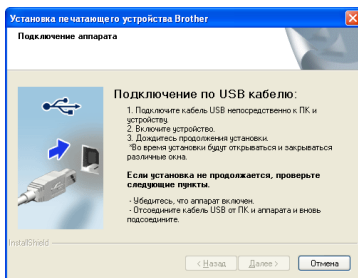 Установка печатающего устройства Brother
Подключение аппарата
Подключение по USB кабелю:
1. Подключите кабель USB непосредственно к ПК и
устройству.
2. Включите устройство.
3. Дождитесь продолжения установки.
*Во время установки будут открываться и закрываться
различные окна.
Если установка не продолжается, проверьте
следующие пункты.
- Убедитесь, что аппарат включен.
- Отсоедините кабель USB от ПК и аппарата и вновь
подсоедините.
InstallShield
< Назад Далее > Отмена